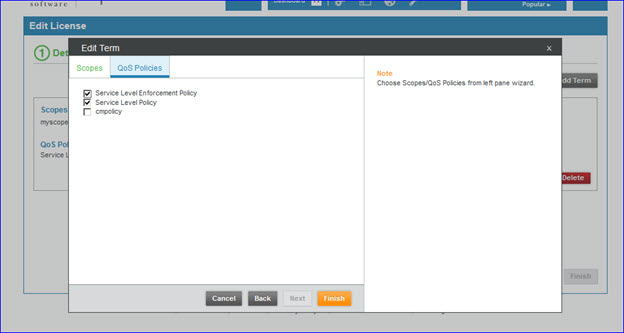 software
Dashboard
Popular
Edit License
Edit Term
x
1
Scopes
QoS Policies
Note
Choose Scopes/QoS Policies from left pane wizard.
dd Term
Service Level Enforcement Policy
Service Level Policy
cmpolicy
Scopes
myscope
QoS Po
Service L
Delete
Cancel
Back
Next
Finish
Finish